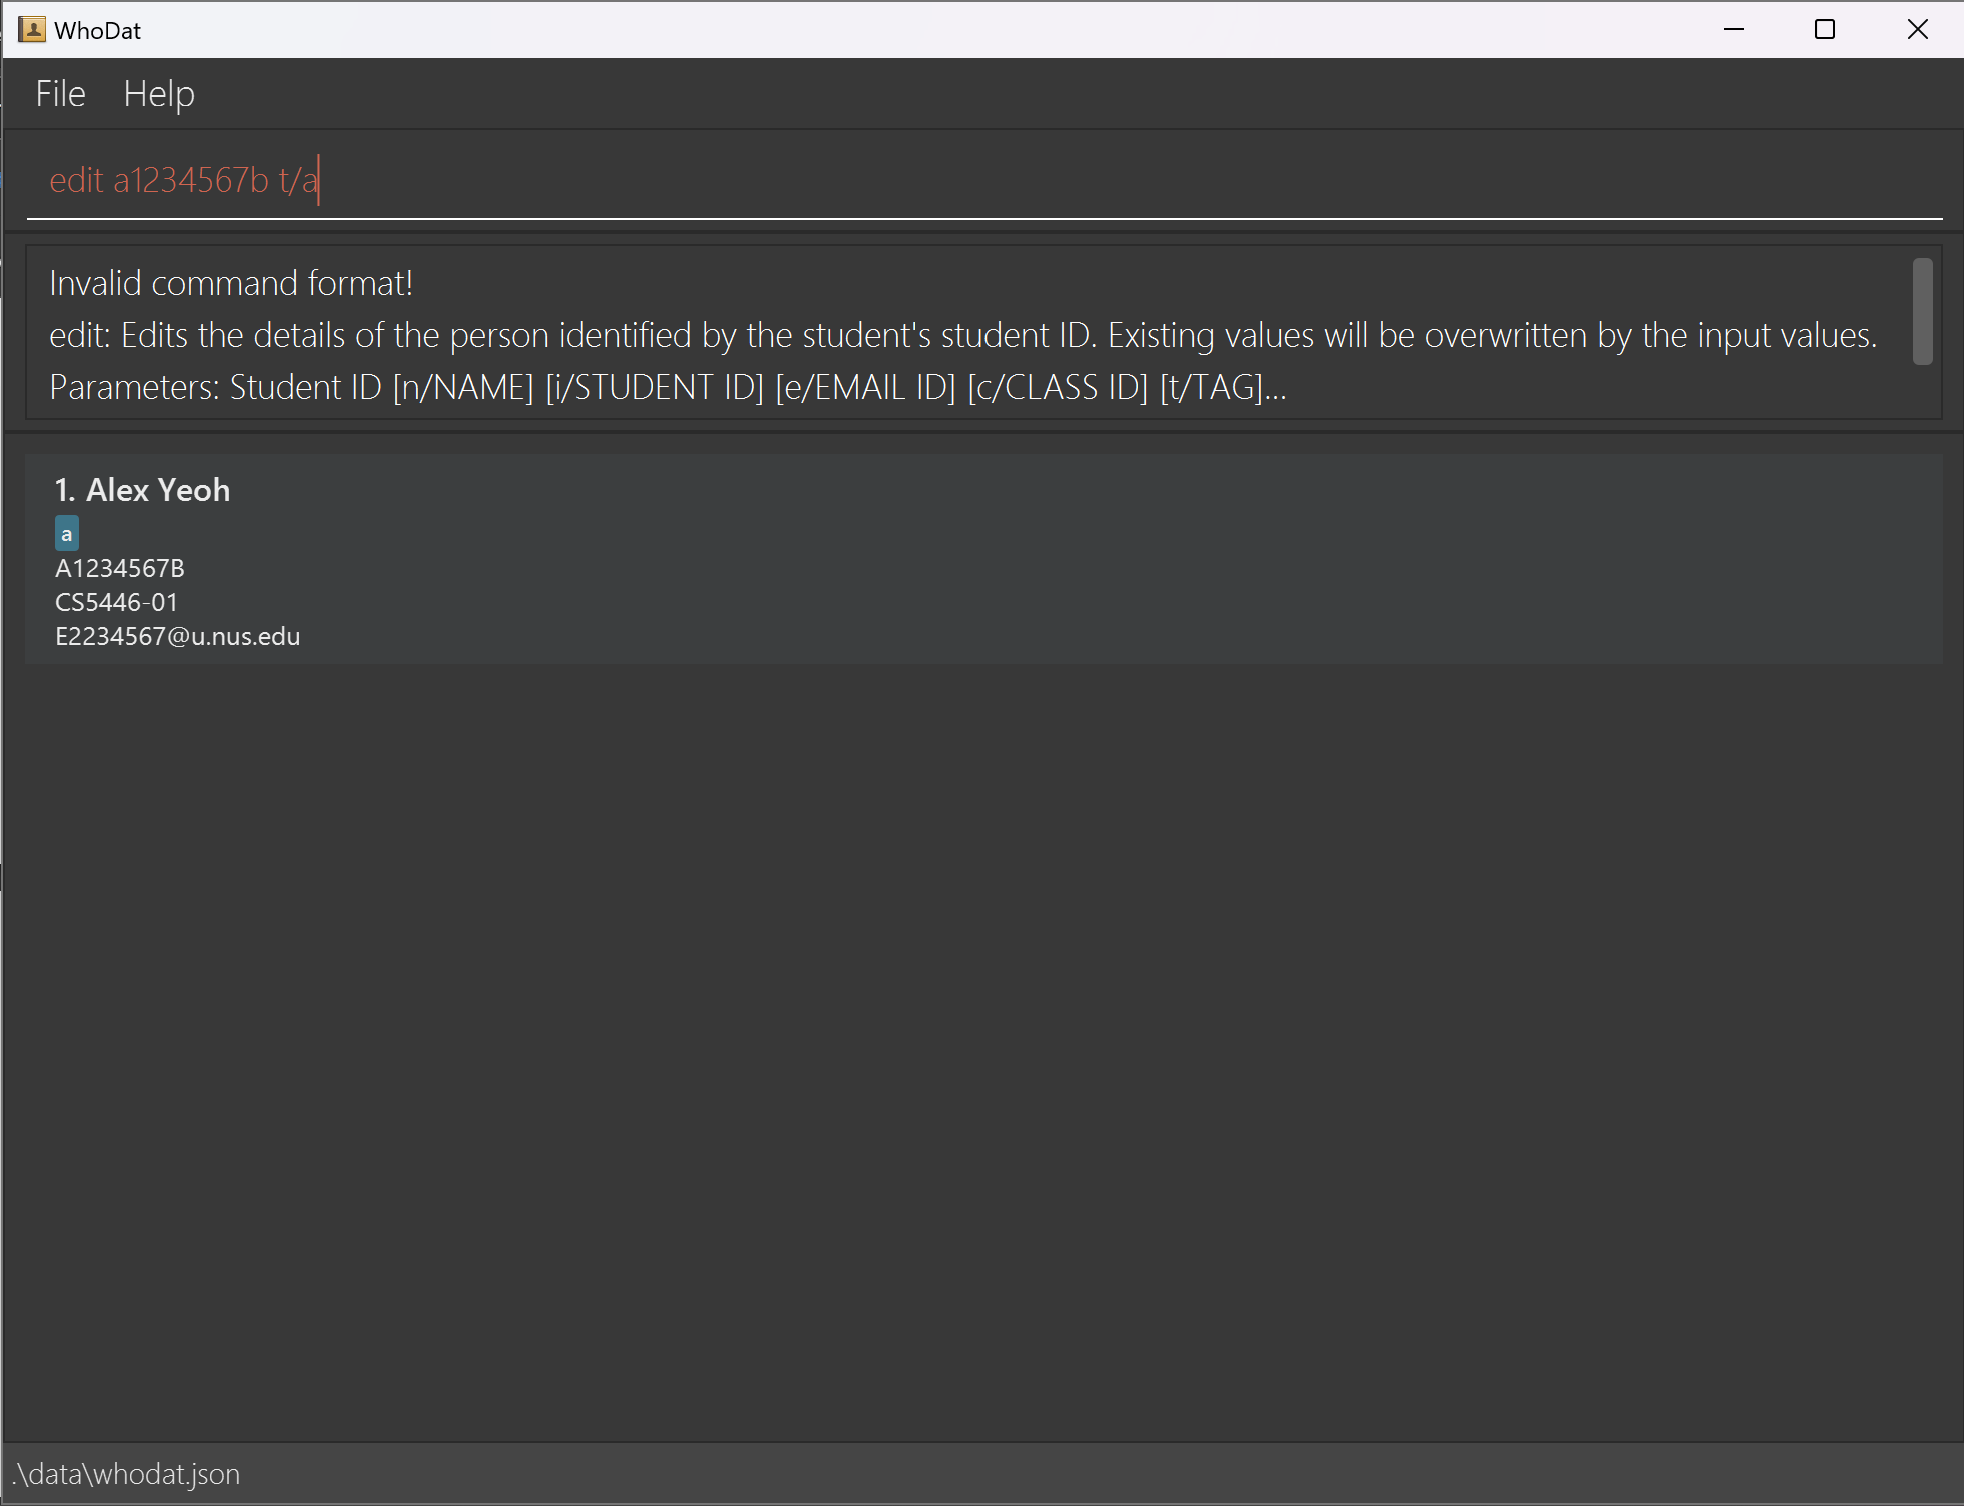 WhoDat
File Help
edit a1234567b t/a
Invalid command format!
edit: Edits the details of the person identified by the student's student ID. Existing values will be overwritten by the input values.
Parameters: Student ID [n/NAME] [i/STUDENT ID] [e/EMAIL ID] [c/CLASS ID] [t/TAG]...
1. Alex Yeoh
a
A1234567B
CS5446-01
E2234567@u.nus.edu
.\data\whodat.json